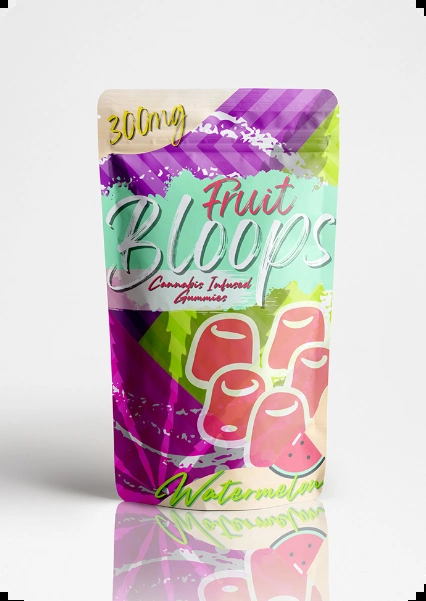 300mg
Fruit
Bloops
Cannabis Infused
Gummies
Watermelon